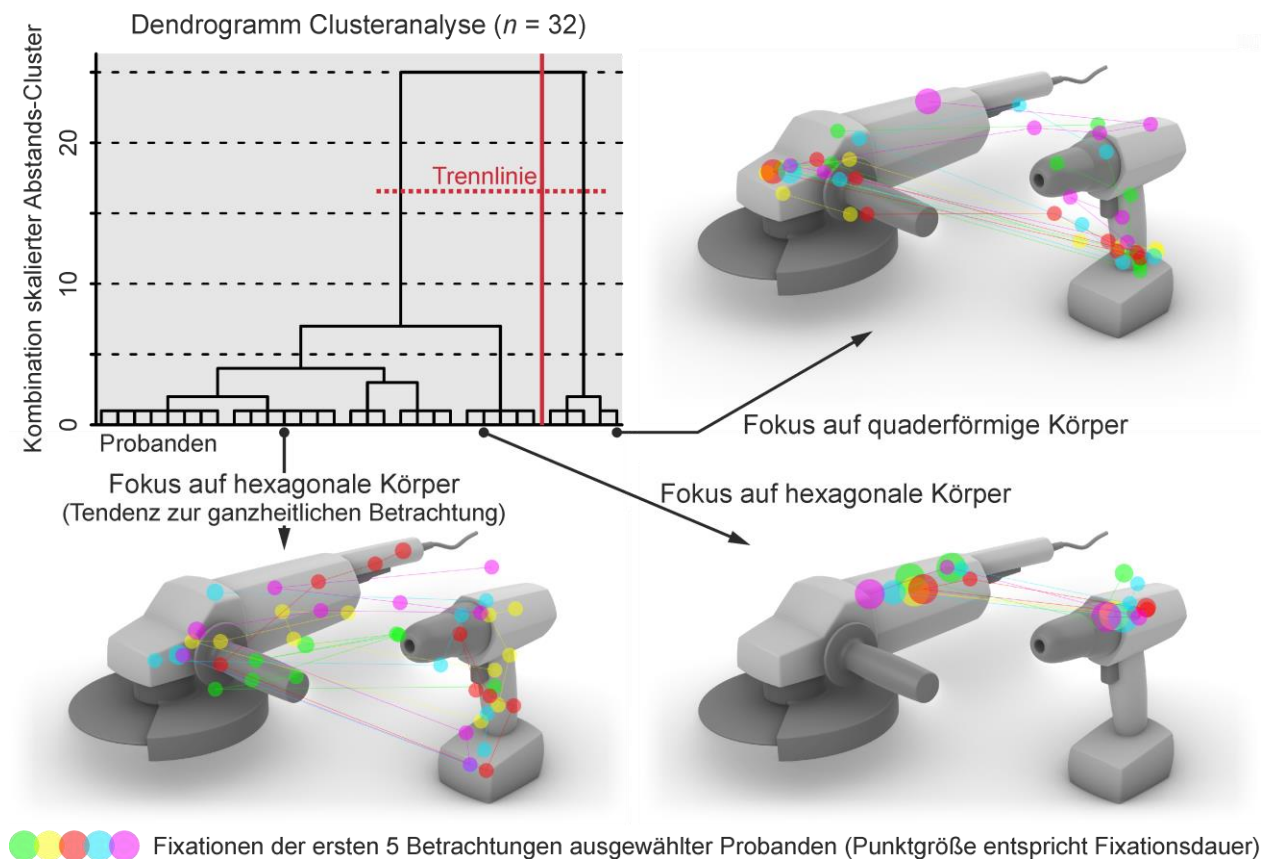 Dendrogramm Clusteranalyse (n = 32)
Kombination skalierter Abstands-Cluster
20
10
0
Trennlinie
Probanden
Fokus auf quaderförmige Körper
Fokus auf hexagonale Körper
(Tendenz zur ganzheitlichen Betrachtung)
Fokus auf hexagonale Körper
Fixationen der ersten 5 Betrachtungen ausgewählter Probanden (Punktgröße entspricht Fixationsdauer)